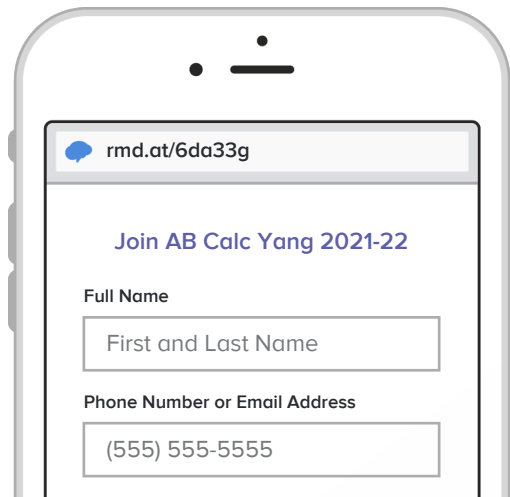 rmd.at/6da33g
Join AB Calc Yang 2021-22
Full Name
First and Last Name
Phone Number or Email Address
(555) 555-5555